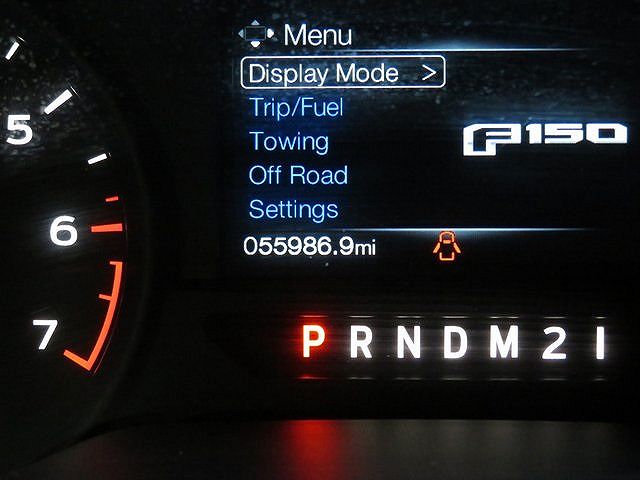 Menu
Display Mode >
Trip/Fuel
Towing
Off Road
Settings
F150
055986.9mi
5
6
7
P R N D M 2 1